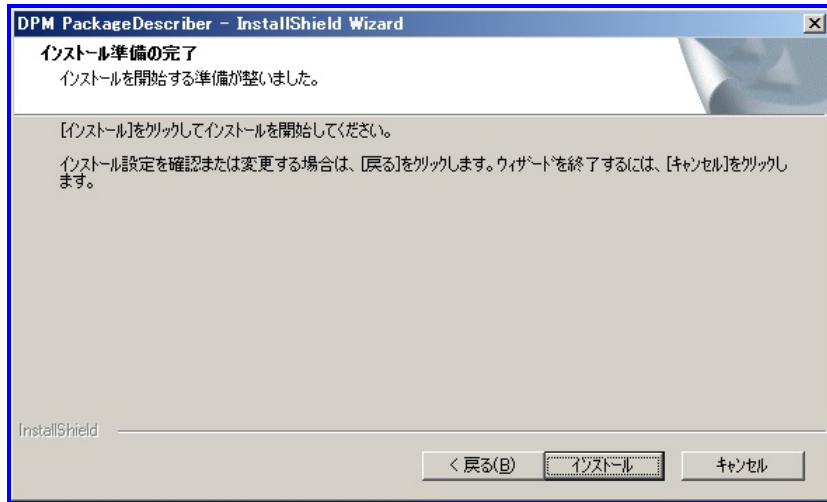 DPM PackageDescriber - InstallShield Wizard
インストール準備の完了
インストールを開始する準備が整いました。
[インストール]をクリックしてインストールを開始してください。
インストール設定を確認または変更する場合は、[戻る]をクリックします。ウィザードを終了するには、[キャンセル]をクリックし
ます。
InstallShield
< 戻る(B) インストール キャンセル